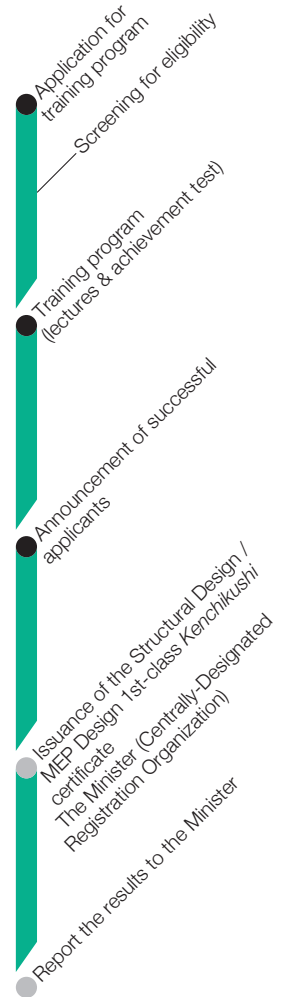 Application for
training program
Screening for eligibility
Training program
(lectures & achievement test)
Announcement of successful
applicants
Issuance of the Structural Design /
MEP Design 1st-class Kenchikushi
certificate
The Minister (Centrally-Designated
Registration Organization)
Report the results to the Minister